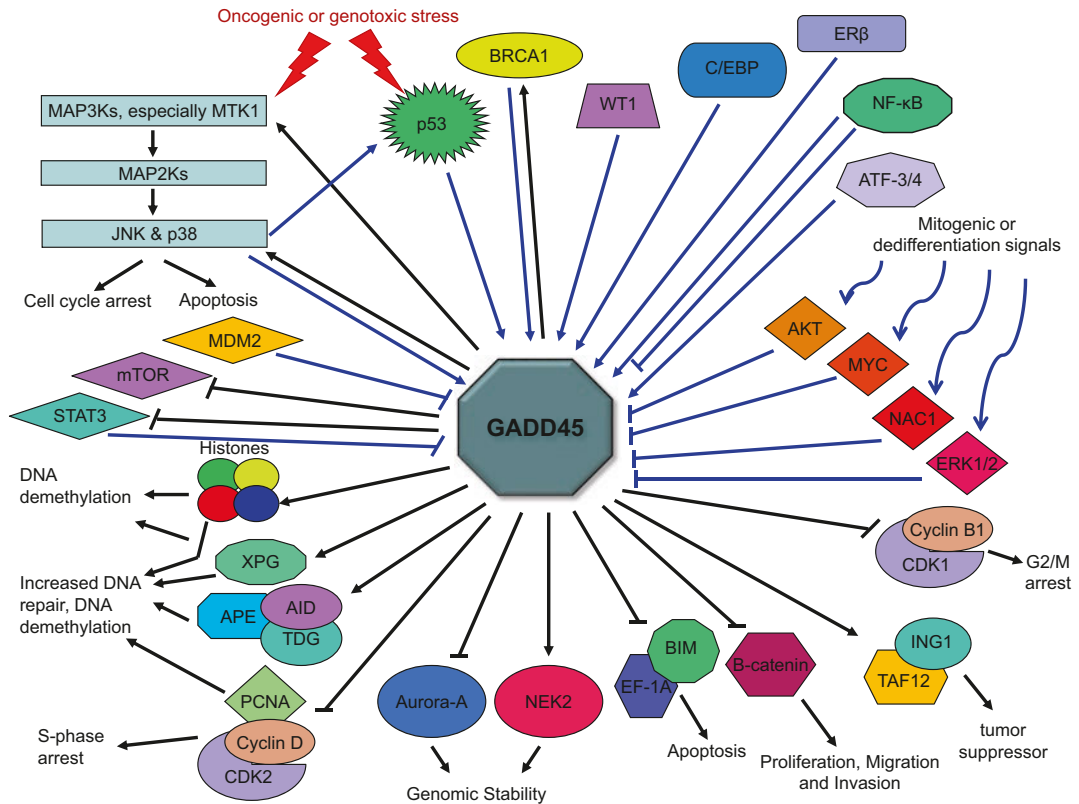 Oncogenic or genotoxic stress
BRCA1
ERβ
C/EBP
WT1
NF-κB
MAP3Ks, especially MTK1
p53
ATF-3/4
MAP2Ks
JNK & p38
Mitogenic or
dedifferentiation signals
Cell cycle arrest
Apoptosis
MDM2
AKT
mTOR
MYC
STAT3
GADD45
NAC1
ERK1/2
Histones
DNA
demethylation
Cyclin B1
CDK1
G2/M
arrest
XPG
Increased DNA
repair, DNA
demethylation
APE
AID
TDG
ING1
TAF12
BIM
EF-1A
B-catenin
PCNA
Aurora-A
NEK2
Cyclin D
CDK2
S-phase
arrest
tumor
suppressor
Apoptosis
Proliferation, Migration
and Invasion
Genomic Stability